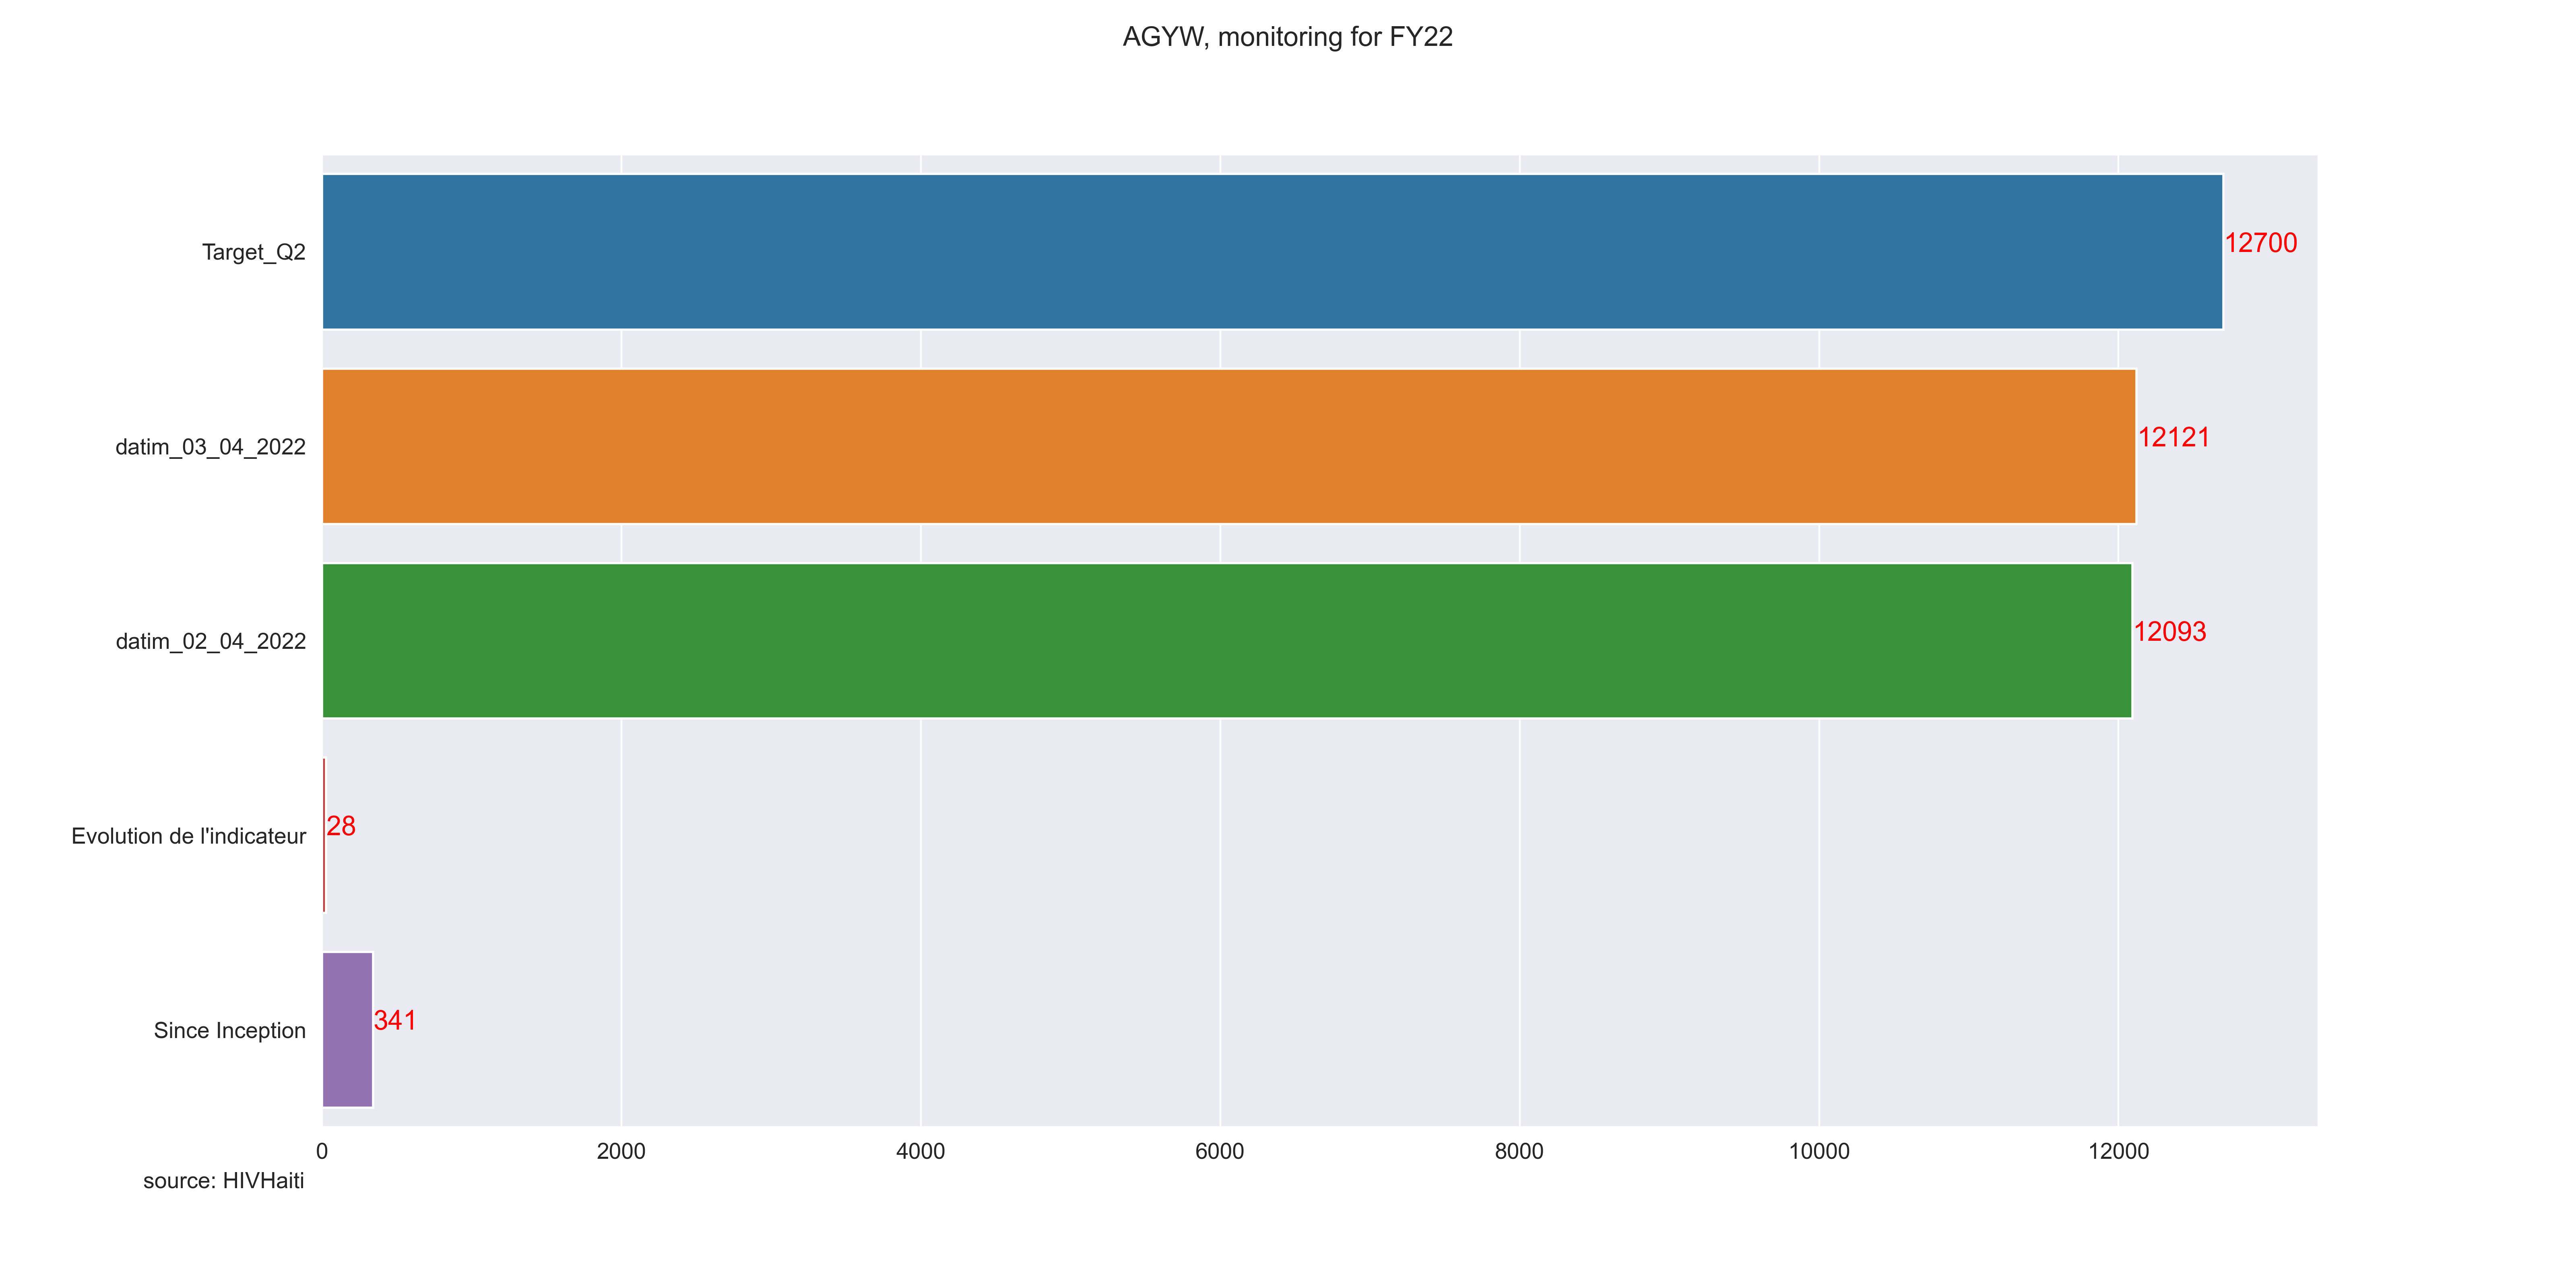 AGYW, monitoring for FY22
Target_Q2
12700
datim_03_04_2022
12121
datim_02_04_2022
12093
Evolution de l'indicateur
28
Since Inception
341
0 2000 4000 6000 8000 10000 12000
source: HIVHaiti